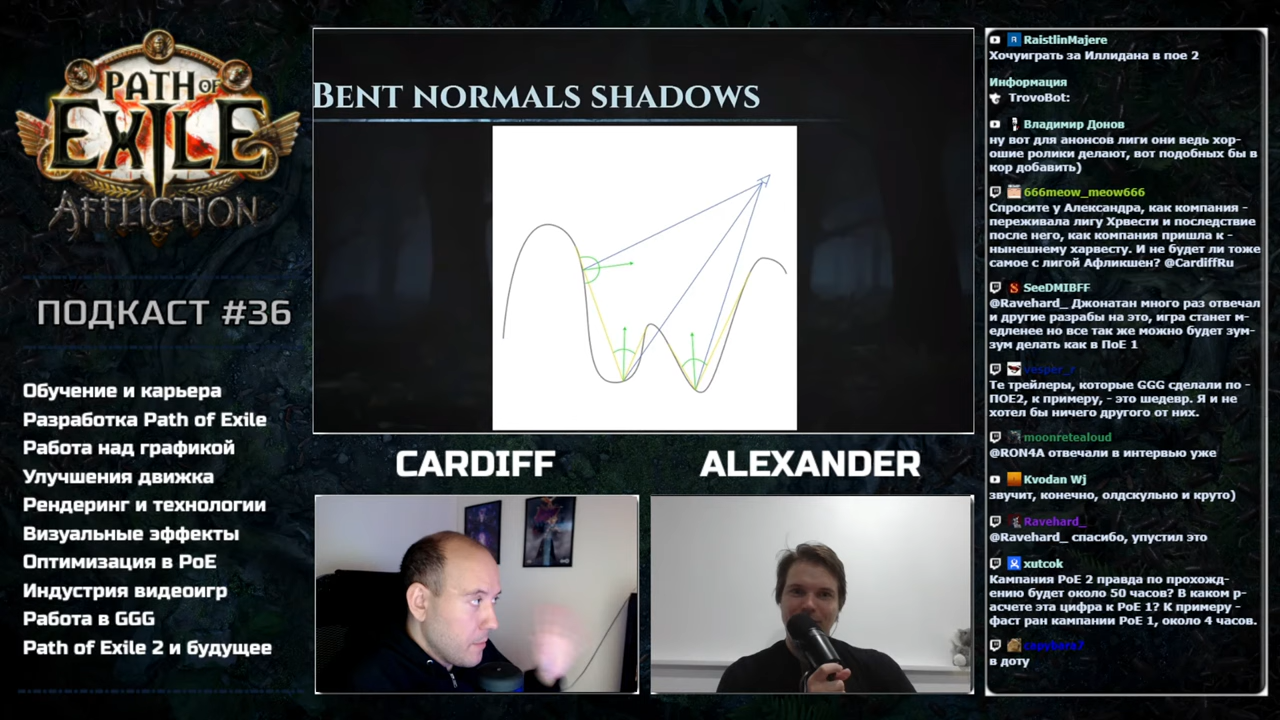 PATH OF
EXILE
AFFLICTION
ПОДКАСТ #36
Обучение и карьера
Разработка Path of Exile
Работа над графикой
Улучшения движка
Рендеринг и технологии
Визуальные эффекты
Оптимизация в PoE
Индустрия видеоигр
Работа в GGG
Path of Exile 2 и будущее
BENT NORMALS SHADOWS
CARDIFF
ALEXANDER
RaistlinMajere
Хочуиграть за Иллидана в пое 2
Информация
TrovoBot:
Владимир Донов
ну вот для анонсов лиги они ведь хор-
ошие ролики делают, вот подобных бы в
кор добавить)
666meow_meow666
Спросите у Александра, как компания -
переживала лигу Хрвести и последствие
после него, как компания пришла к -
нынешнему харвесту. И не будет ли тоже
самое с лигой Афликшен? @CardiffRu
SeeDMIBFF
@Ravehard_ Джонатан много раз отвечал
и другие разрабы на это, игра станет м-
едленее но все так же можно будет зум-
зум делать как в ПоЕ 1
vesper_r
Те трейлеры, которые GGG сделали по -
ПОЕ2, к примеру, - это шедевр. Я и не
хотел бы ничего другого от них.
moonretealoud
@RON4A отвечали в интервью уже
Kvodan Wj
звучит, конечно, олдскульно и круто)
Ravehard_
@Ravehard_ спасибо, упустил это
xutcok
Кампания PoE 2 правда по прохожд-
ению будет около 50 часов? В каком р-
асчете эта цифра к PoE 1? К примеру -
фаст ран кампании PoE 1, около 4 часов.
capybara7
в доту